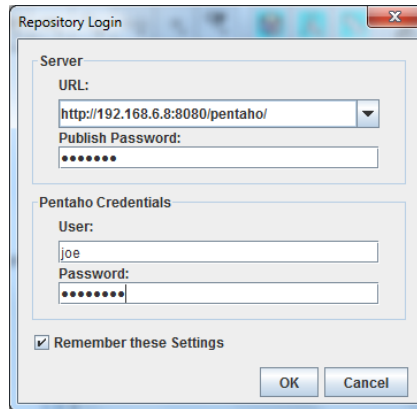 Repository Login
Server
URL:
http://192.168.6.8:8080/pentaho/
Publish Password:
•••••••
Pentaho Credentials
User:
joe
Password:
••••••••
Remember these Settings
OK Cancel